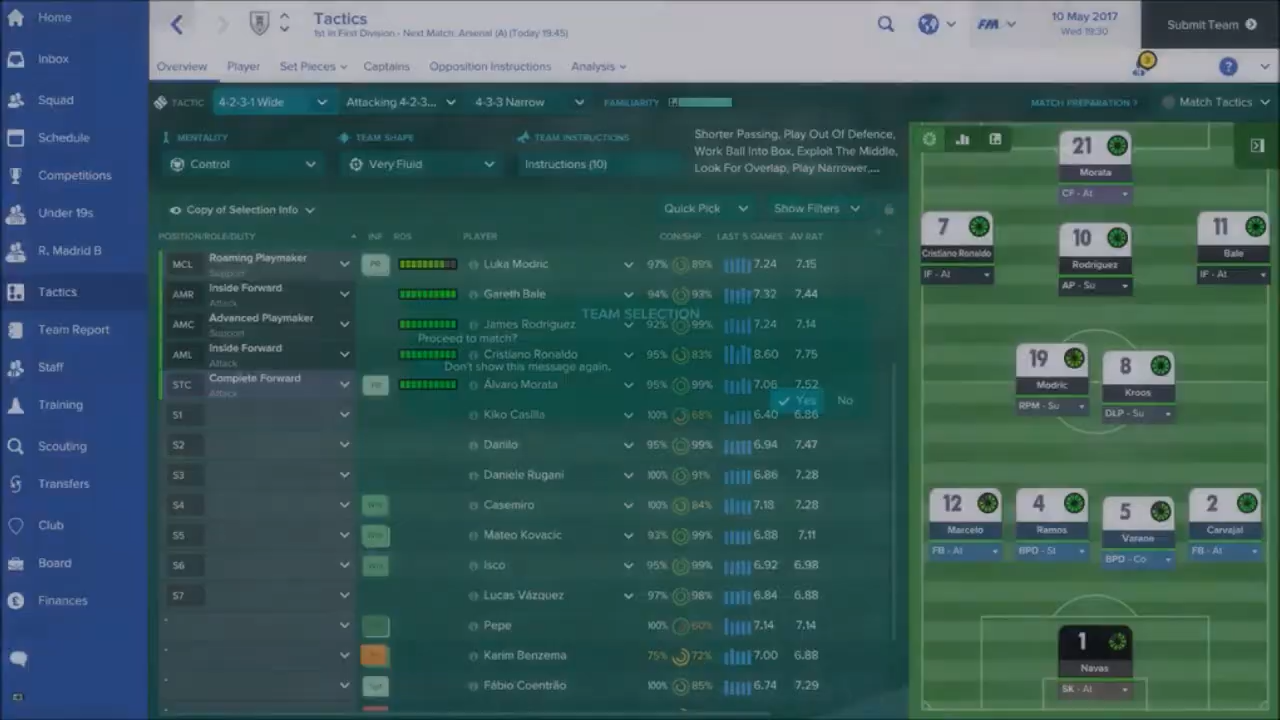 Home
Inbox
Squad
Schedule
Competitions
Under 19s
R. Madrid B
Tactics
Team Report
Staff
Training
Scouting
Transfers
Club
Board
Finances
Tactics
1st In First Division - Next Match: Arsenal (A) (Today 19:45)
FM
10 May 2017
Wed 19:30
Submit Team
Overview Player Set Pieces Captains Opposition Instructions Analysis
TACTIC 4-2-3-1 Wide Attacking 4-2-3... 4-3-3 Narrow FAMILIARITY MATCH PREPARATION > Match Tactics
MENTALITY TEAM SHAPE TEAM INSTRUCTIONS
Control Very Fluid Instructions (10)
Shorter Passing, Play Out Of Defence,
Work Ball Into Box, Exploit The Middle,
Look For Overlap, Play Narrower,...
Copy of Selection Info Quick Pick Show Filters
POSITION/ROLE/DUTY INF POS PLAYER CON/SHP LAST 5 GAMES AV RAT
MCL Roaming Playmaker Support PR Luka Modric 97% 89% 7.24 7.15
AMR Inside Forward Attack Gareth Bale 94% 93% 7.32 7.44
AMC Advanced Playmaker Support James Rodríguez 92% 99% 7.24 7.14
AML Inside Forward Attack Cristiano Ronaldo 95% 83% 8.60 7.75
STC Complete Forward Attack PR Álvaro Morata 95% 99% 7.06 7.52
S1 Kiko Casilla 100% 68% 6.40 6.86
S2 Danilo 95% 99% 6.94 7.47
S3 Daniele Rugani 100% 91% 6.86 7.28
S4 Casemiro 100% 84% 7.18 7.28
S5 Mateo Kovacic 93% 99% 6.88 7.11
S6 Isco 95% 99% 6.92 6.98
S7 Lucas Vázquez 97% 98% 6.84 6.88
Pepe 100% 60% 7.14 7.14
Karim Benzema 75% 72% 7.00 6.88
Fábio Coentrão 100% 85% 6.74 7.29
TEAM SELECTION
Proceed to match?
Don't show this message again.
Yes No
21
Morata
CF - At
7
Cristiano Ronaldo
IF - At
10
Rodríguez
AP - Su
11
Bale
IF - At
19
Modric
RPM - Su
8
Kroos
DLP - Su
12
Marcelo
FB - At
4
Ramos
BPD - St
5
Varane
BPD - Co
2
Carvajal
FB - At
1
Navas
SK - At